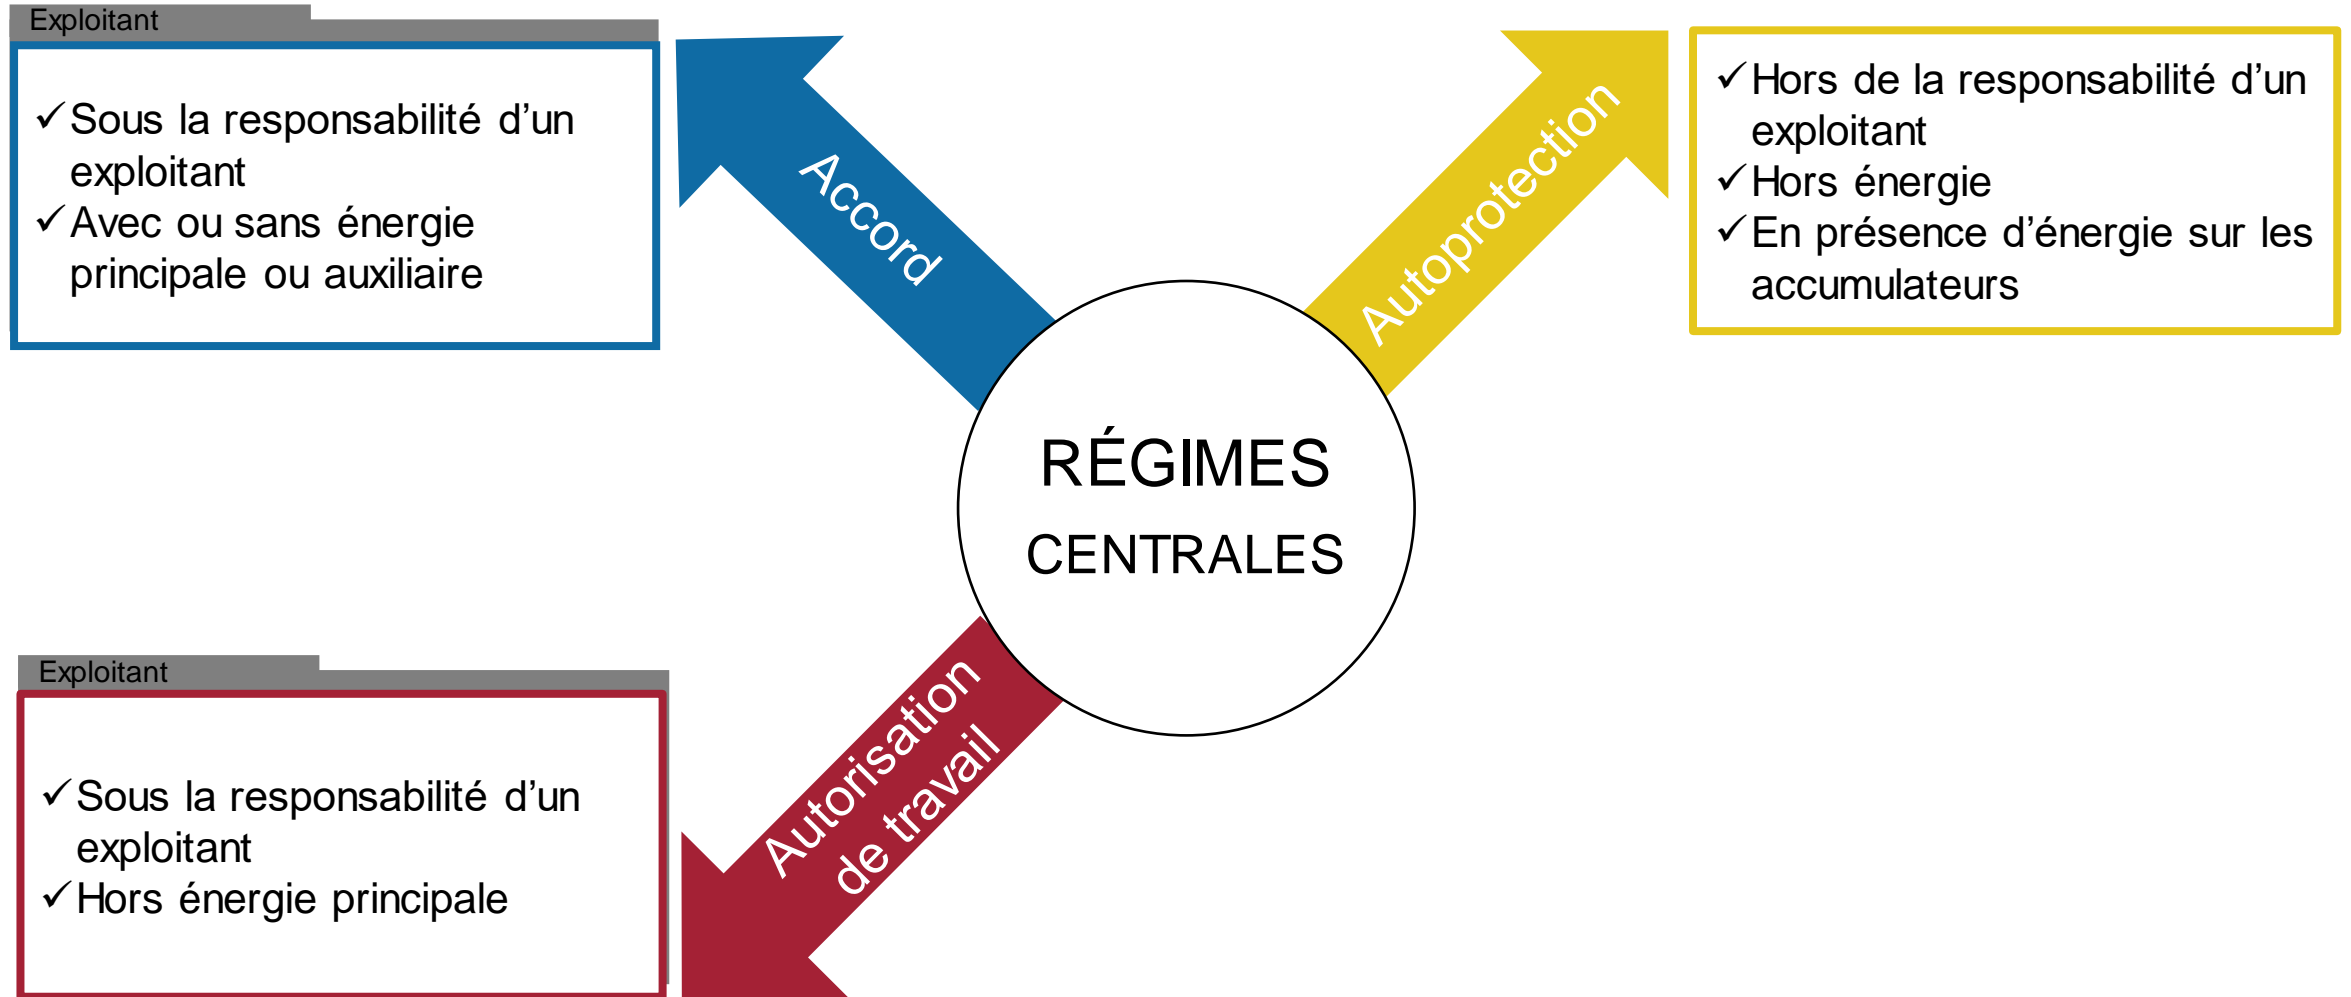 Exploitant
✓Sous la responsabilité d’un
exploitant
✓Avec ou sans énergie
principale ou auxiliaire
Accord
Autoprotection
✓Hors de la responsabilité d’un
exploitant
✓Hors énergie
✓En présence d’énergie sur les
accumulateurs
RÉGIMES
CENTRALES
Exploitant
✓Sous la responsabilité d’un
exploitant
✓Hors énergie principale
Autorisation
de travail